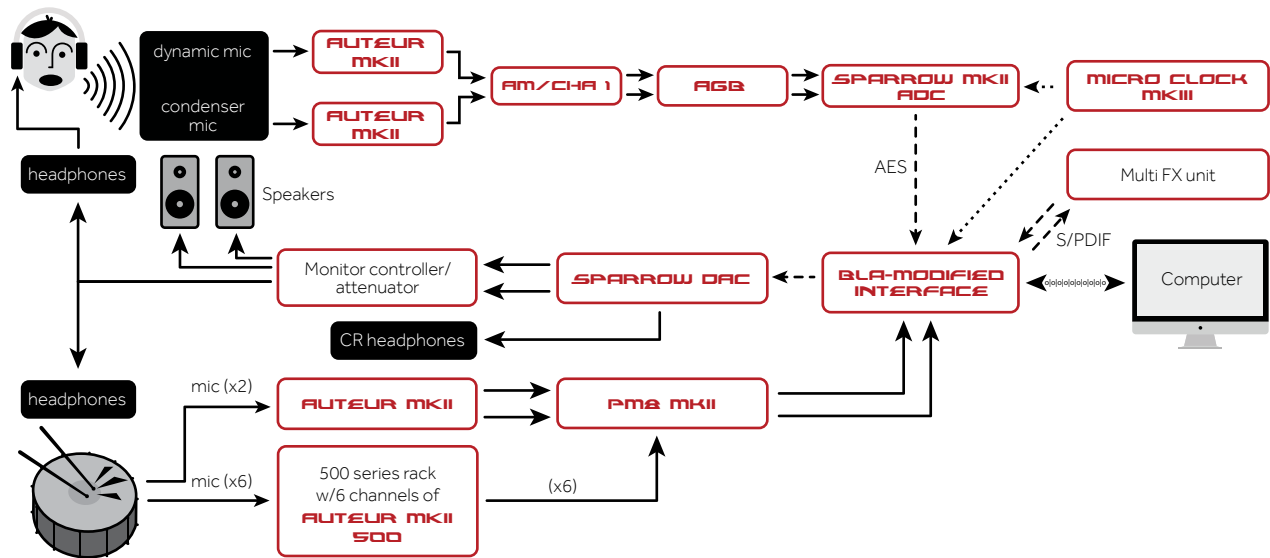 dynamic mic
condenser
mic
AUTEUR
MKII
AUTEUR
MKII
AM/CHA 1
AGB
SPARROW MKII
ADC
MICRO CLOCK
MKIII
headphones
Speakers
AES
Multi FX unit
S/PDIF
Monitor controller/
attenuator
SPARROW DAC
BLA-MODIFIED
INTERFACE
Computer
CR headphones
headphones
mic (x2)
AUTEUR MKII
PM8 MKII
mic (x6)
500 series rack
w/6 channels of
AUTEUR MKII
500
(x6)